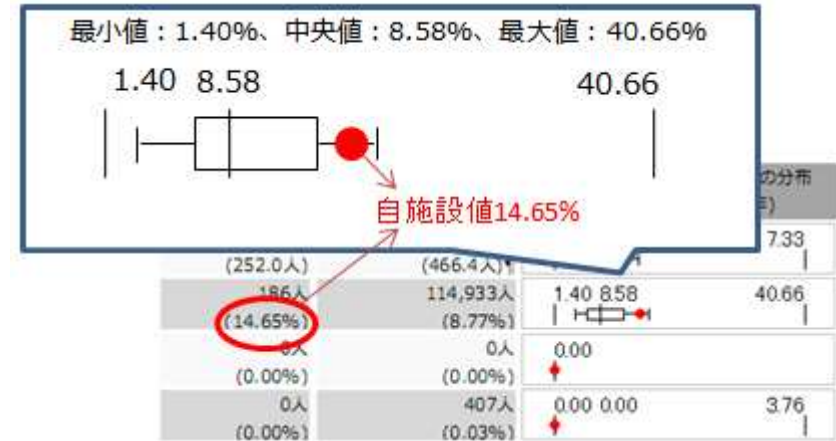 最小値：1.40%、中央値：8.58%、最大値：40.66%
1.40 8.58 40.66
自施設値14.65%
の分布
年)
7.33
(252.0人) (466.4人)
186人 114,933人 1.40 8.58 40.66
(14.65%) (8.77%)
0人 0人 0.00
(0.00%) (0.00%)
0人 407人 0.00 0.00 3.76
(0.00%) (0.03%)